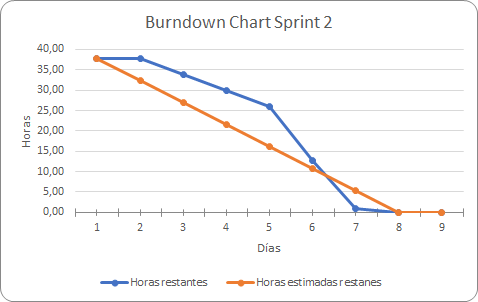 Burndown Chart Sprint 2
40,00
35,00
30,00
25,00
20,00
15,00
10,00
5,00
0,00
Horas
1 2 3 4 5 6 7 8 9
Días
Horas restantes Horas estimadas restanes